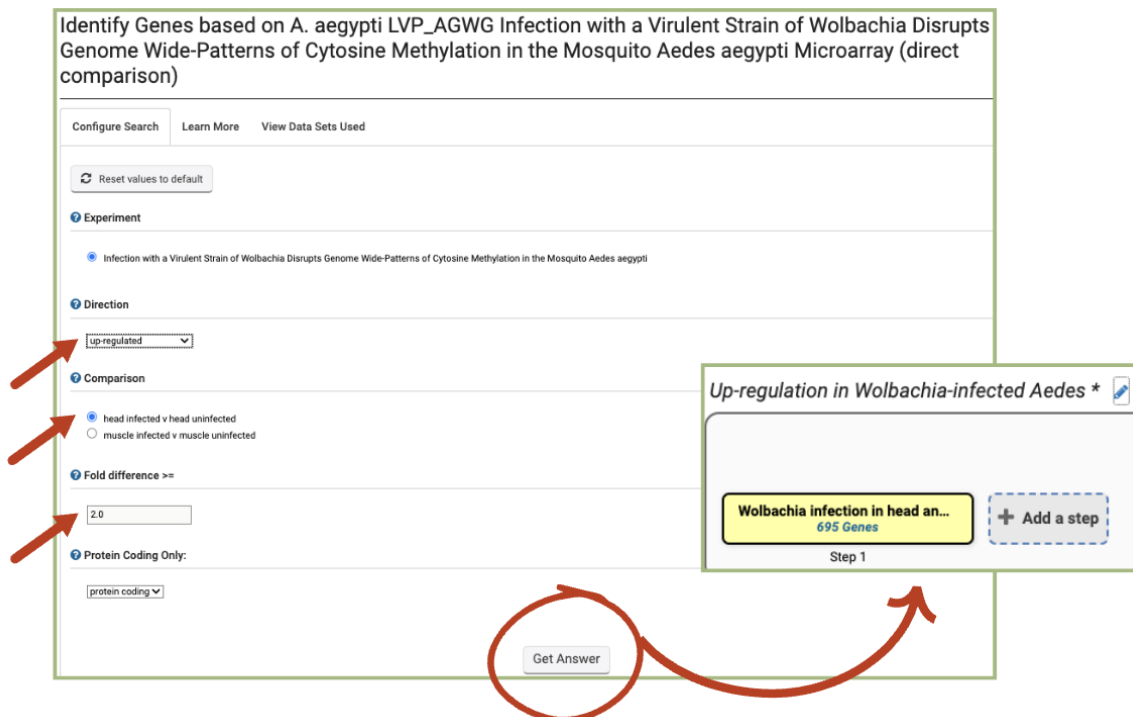 Identify Genes based on A. aegypti LVP_AGWG Infection with a Virulent Strain of Wolbachia Disrupts
Genome Wide-Patterns of Cytosine Methylation in the Mosquito Aedes aegypti Microarray (direct
comparison)
Configure Search Learn More View Data Sets Used
Reset values to default
Experiment
Infection with a Virulent Strain of Wolbachia Disrupts Genome Wide-Patterns of Cytosine Methylation in the Mosquito Aedes aegypti
Direction
up-regulated
Comparison
head infected v head uninfected
muscle infected v muscle uninfected
Fold difference >=
2.0
Protein Coding Only:
protein coding
Get Answer
Up-regulation in Wolbachia-infected Aedes *
Wolbachia infection in head an...
695 Genes
+ Add a step
Step 1